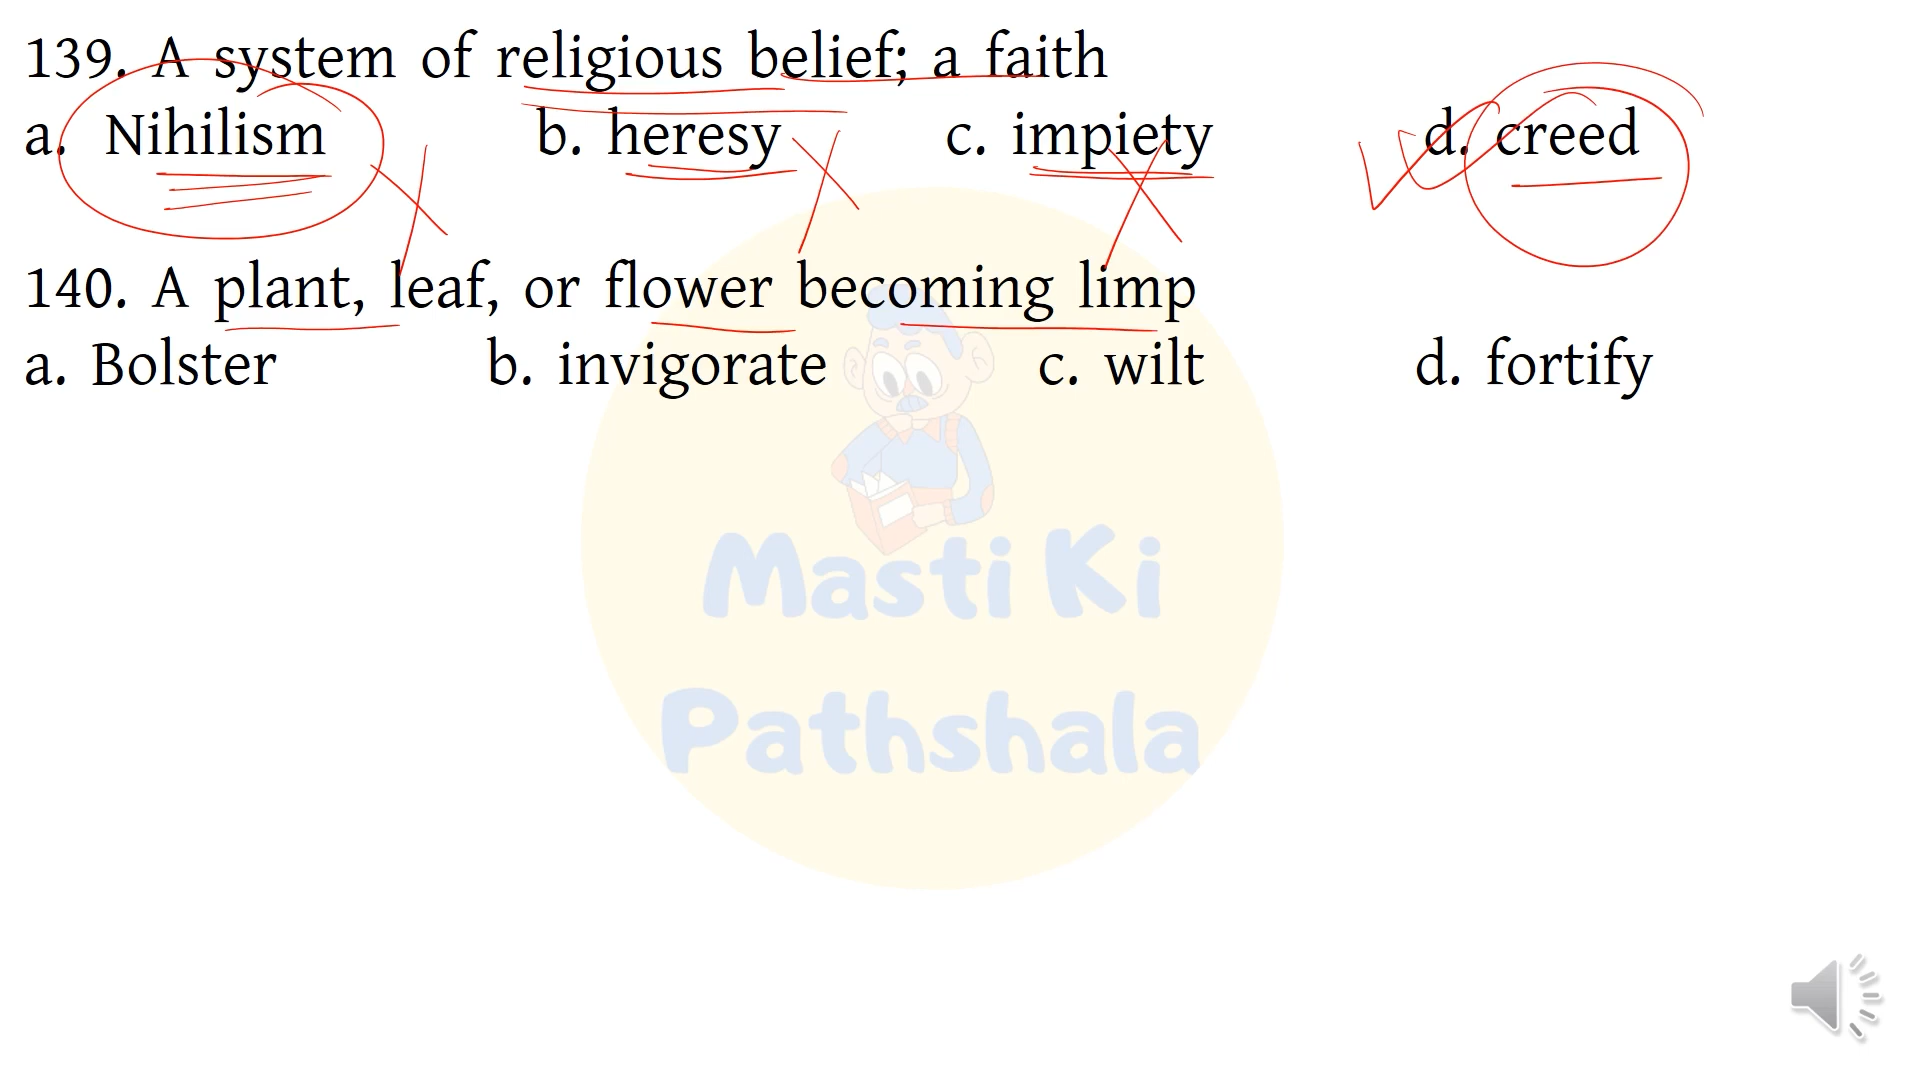 139. A system of religious belief; a faith
a. Nihilism b. heresy c. impiety d. creed
140. A plant, leaf, or flower becoming limp
a. Bolster b. invigorate c. wilt d. fortify
Masti Ki
Pathshala